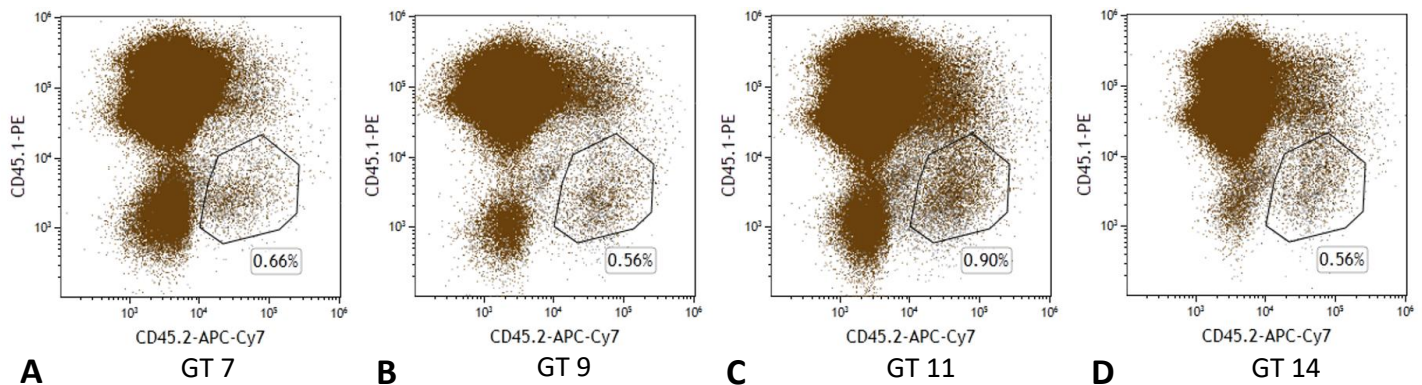 10⁶
10⁵
10⁴
10³
CD45.1-PE
0.66%
10³ 10⁴ 10⁵ 10⁶
CD45.2-APC-Cy7
A GT 7
10⁶
10⁵
10⁴
10³
CD45.1-PE
0.56%
10³ 10⁴ 10⁵ 10⁶
CD45.2-APC-Cy7
B GT 9
10⁶
10⁵
10⁴
10³
CD45.1-PE
0.90%
10³ 10⁴ 10⁵ 10⁶
CD45.2-APC-Cy7
C GT 11
10⁶
10⁵
10⁴
10³
CD45.1-PE
0.56%
10³ 10⁴ 10⁵ 10⁶
CD45.2-APC-Cy7
D GT 14